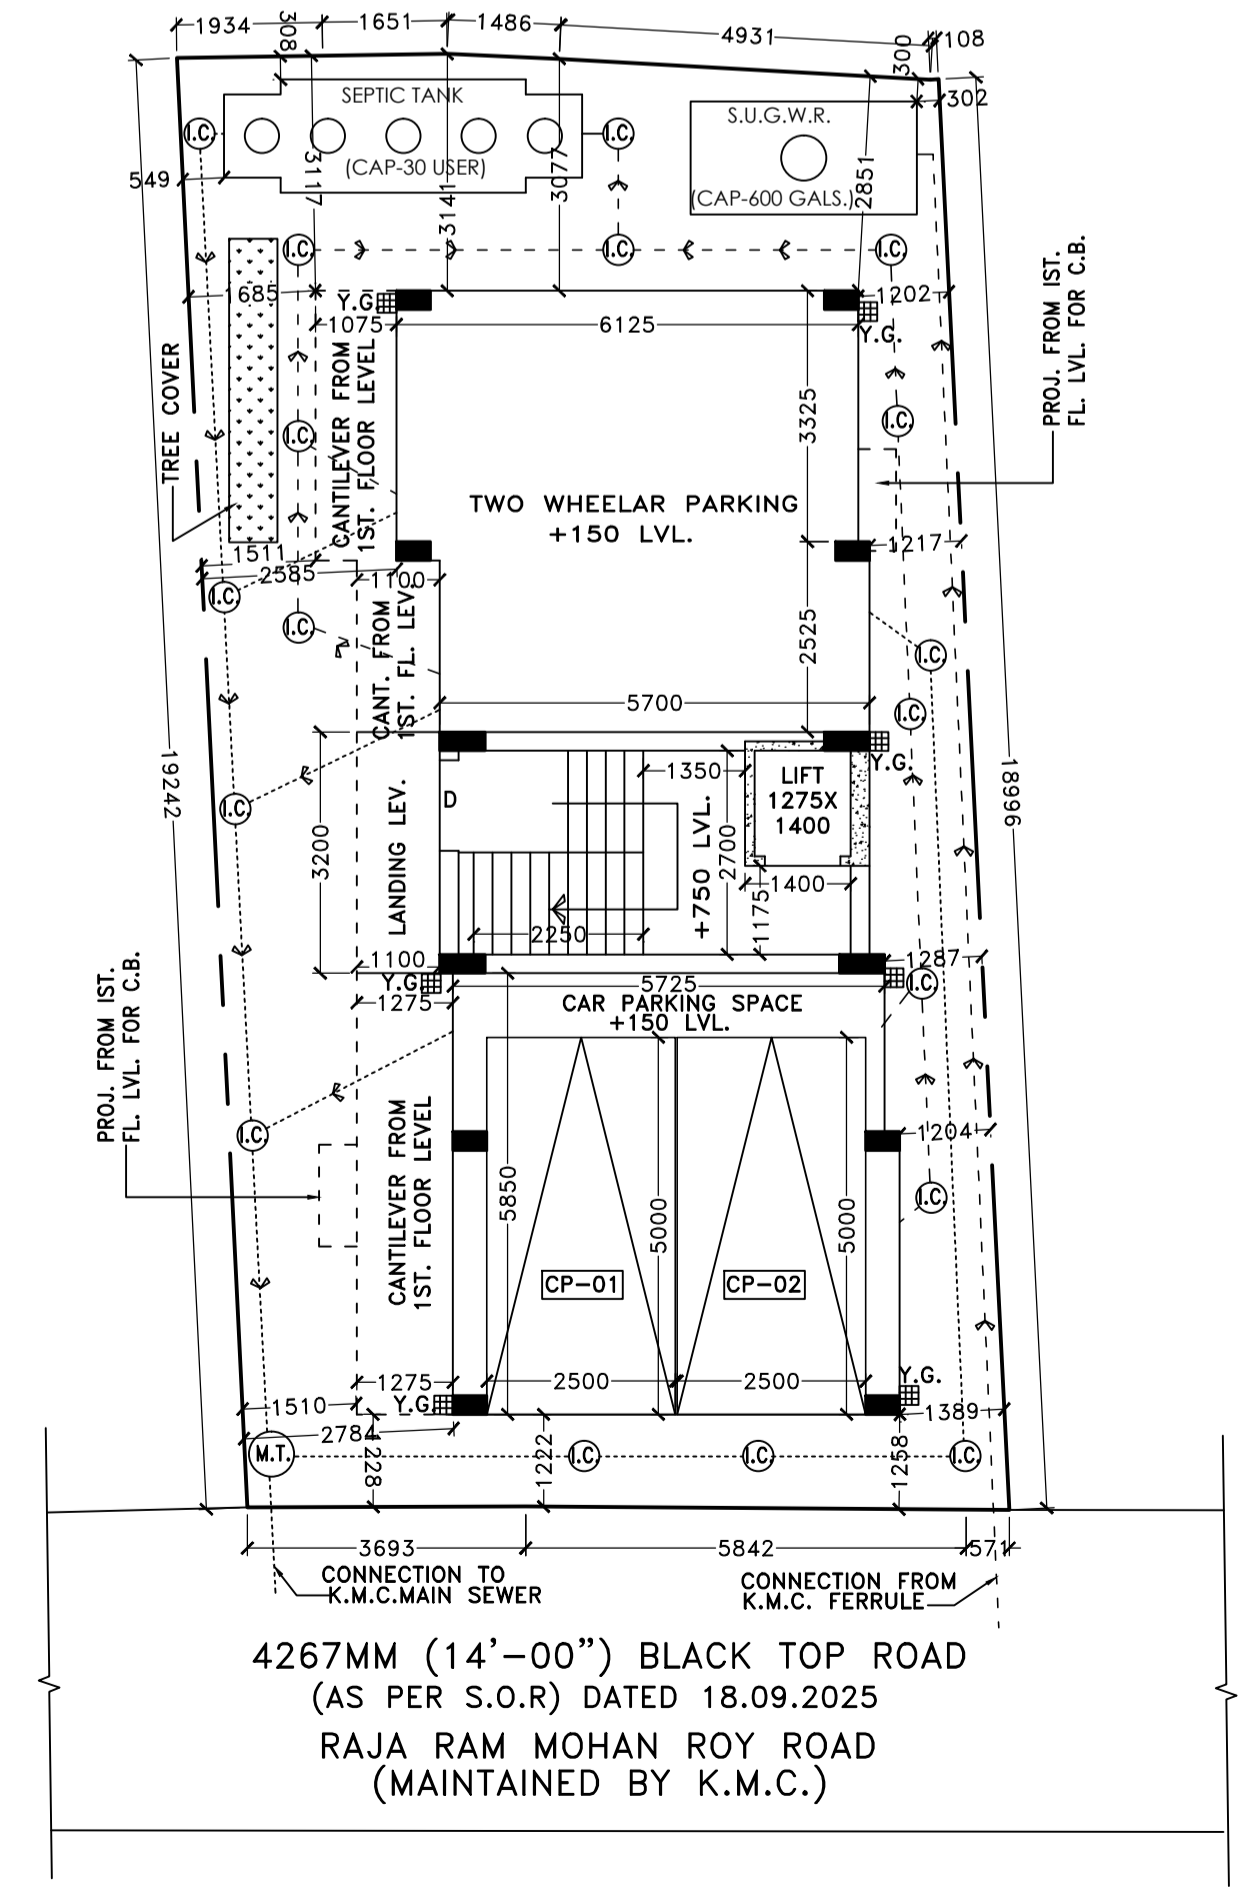 1934
308
1651
1486
4931
300
108
302
SEPTIC TANK
(CAP-30 USER)
S.U.G.W.R.
(CAP-600 GALS.)
I.C.
I.C.
549
3117
3141
3077
2851
I.C.
I.C.
I.C.
1685
Y.G.
1075
6125
1202
Y.G.
TREE COVER
CANTILEVER FROM
1ST. FLOOR LEVEL
3325
PROJ. FROM IST.
FL. LVL. FOR C.B.
I.C.
I.C.
TWO WHEELAR PARKING
+150 LVL.
1511
2585
1100
1217
I.C.
I.C.
CANT. FROM
1ST. FL. LEV.
2525
I.C.
5700
I.C.
19242
18996
3200
LANDING LEV.
D
1350
LIFT
1275X
1400
Y.G.
I.C.
+750 LVL.
2700
1400
1175
2250
1100
Y.G.
1275
5725
1287
I.C.
CAR PARKING SPACE
+150 LVL.
PROJ. FROM IST.
FL. LVL. FOR C.B.
I.C.
1204
CANTILEVER FROM
1ST. FLOOR LEVEL
5850
5000
5000
I.C.
CP-01
CP-02
1275
Y.G.
2500
2500
Y.G.
1510
2784
1389
M.T.
1222
I.C.
I.C.
1258
I.C.
3693
5842
571
CONNECTION TO
K.M.C.MAIN SEWER
CONNECTION FROM
K.M.C. FERRULE
4267MM (14'-00") BLACK TOP ROAD
(AS PER S.O.R) DATED 18.09.2025
RAJA RAM MOHAN ROY ROAD
(MAINTAINED BY K.M.C.)